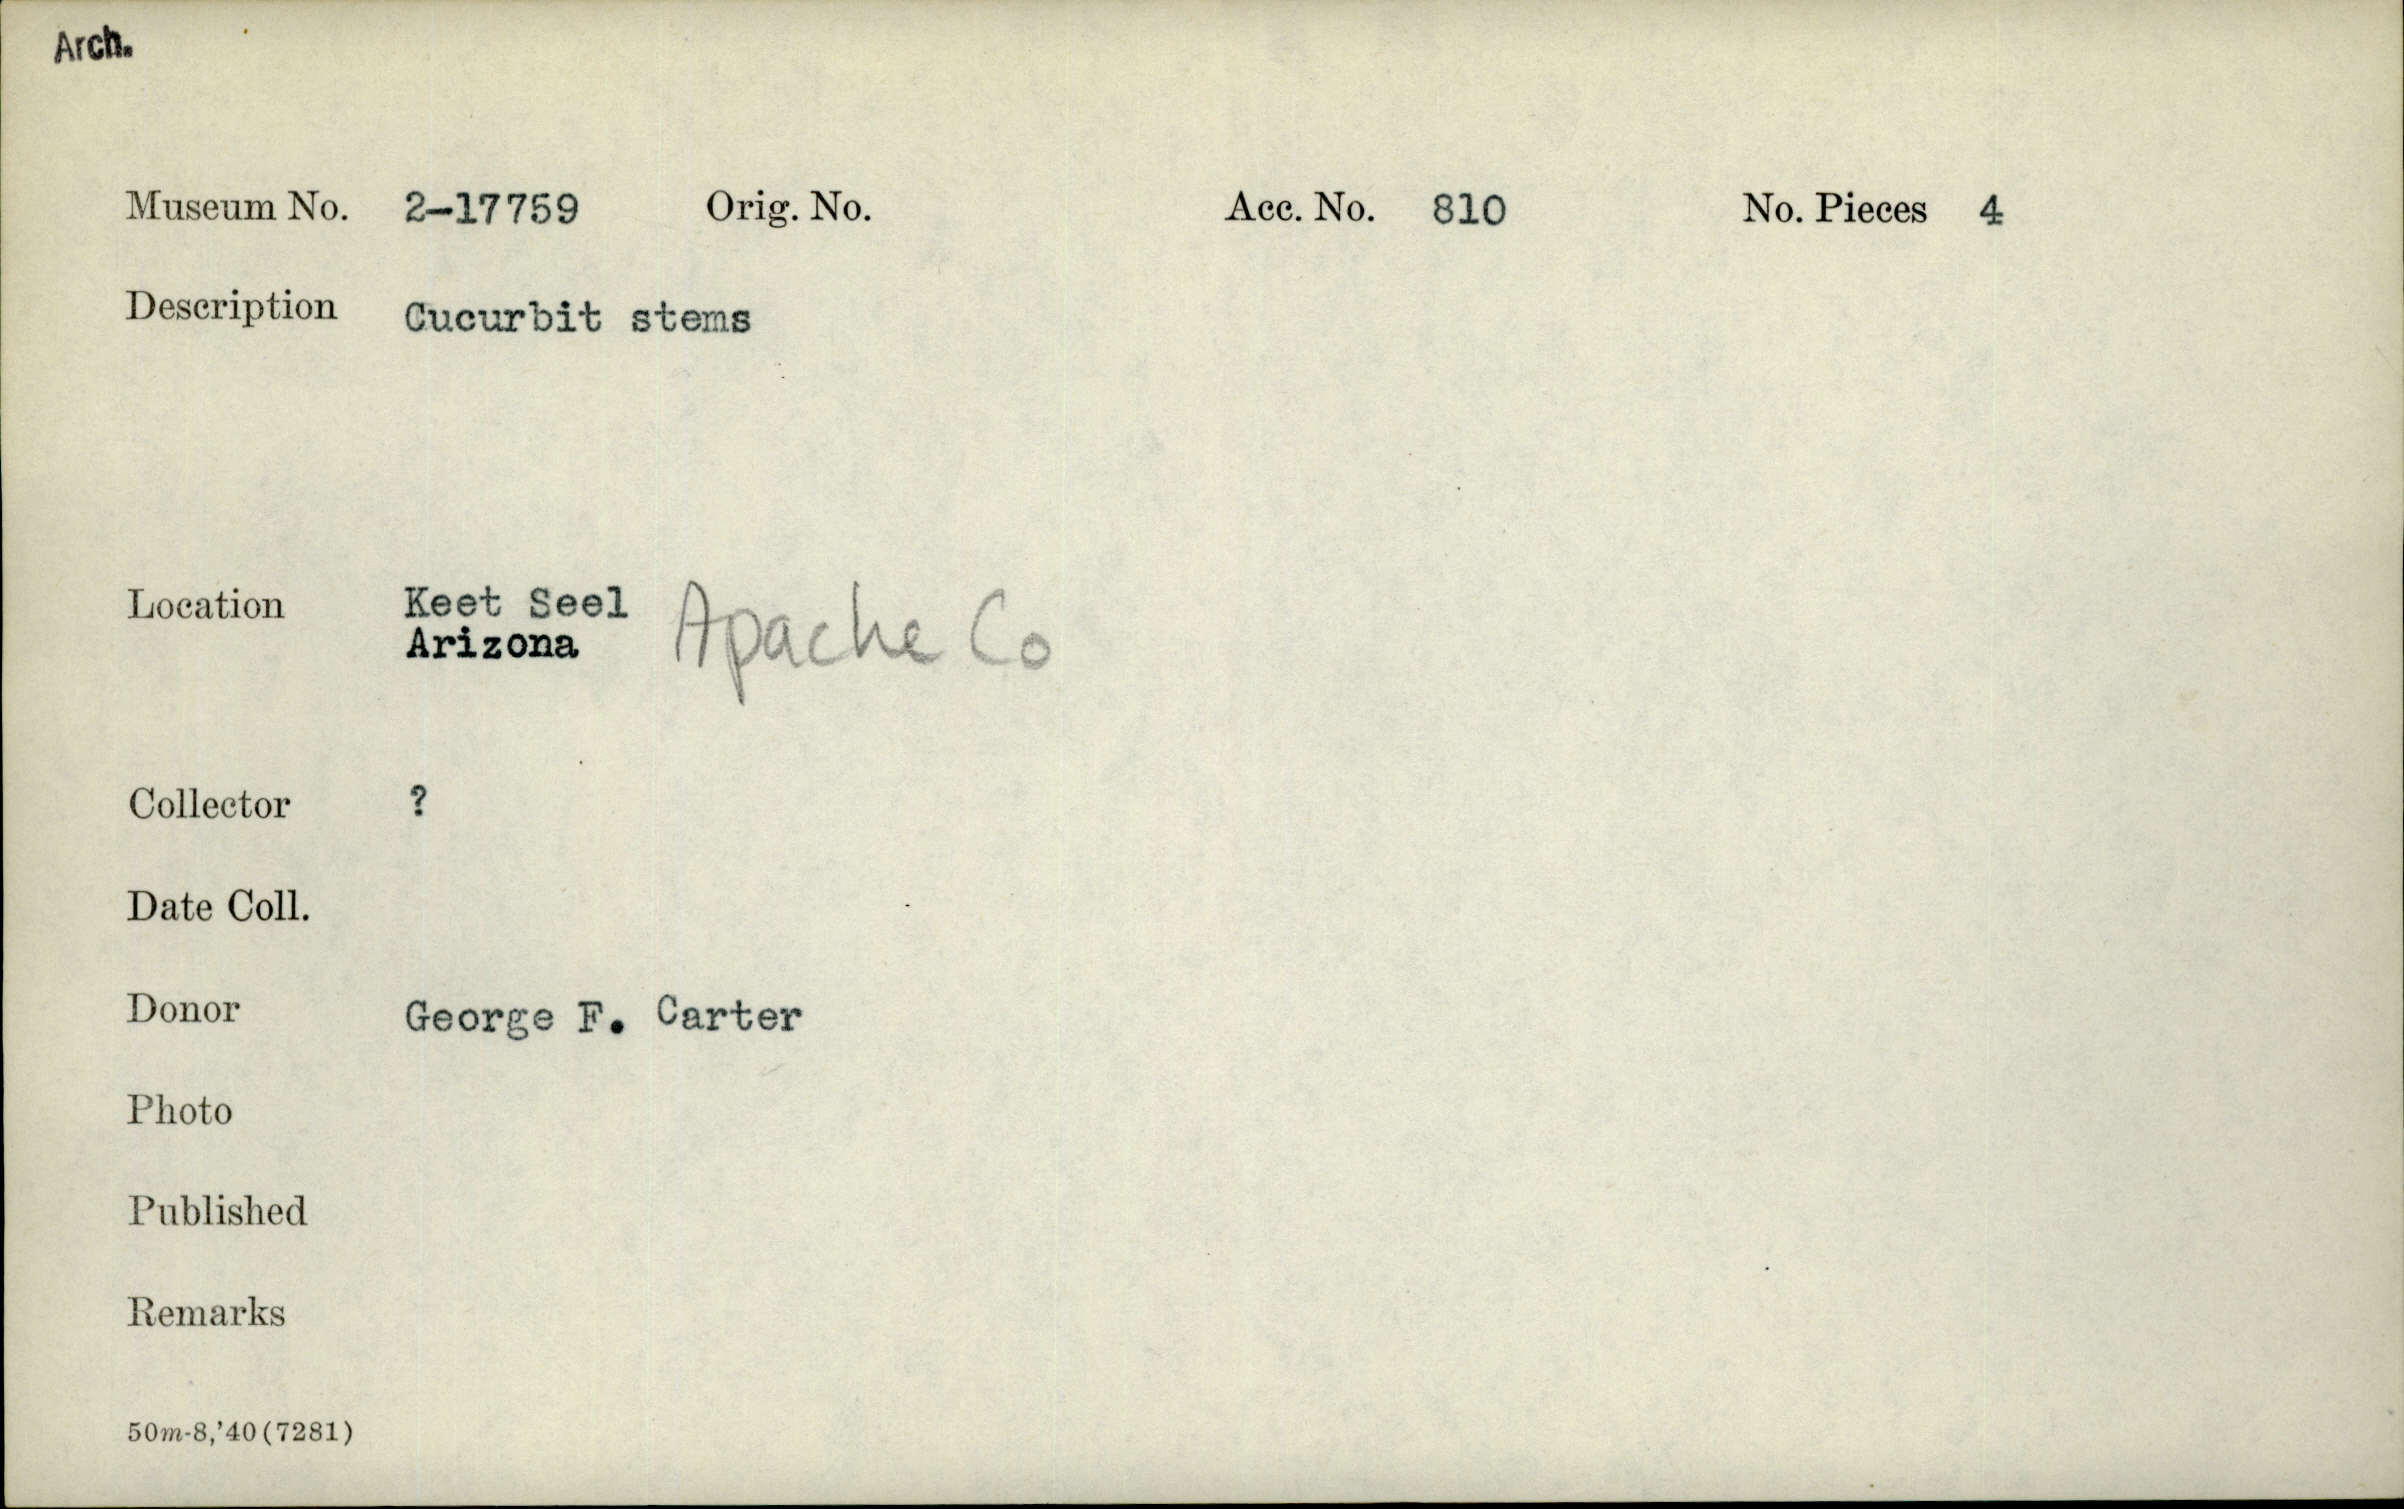 Arch.
Museum No. 2-17759 Orig. No. Acc. No. 810 No. Pieces 4
Description Cucurbit stems
Location Keet Seel
Arizona Apache Co
Collector ?
Date Coll.
Donor George F. Carter
Photo
Published
Remarks
50m-8,'40(7281)